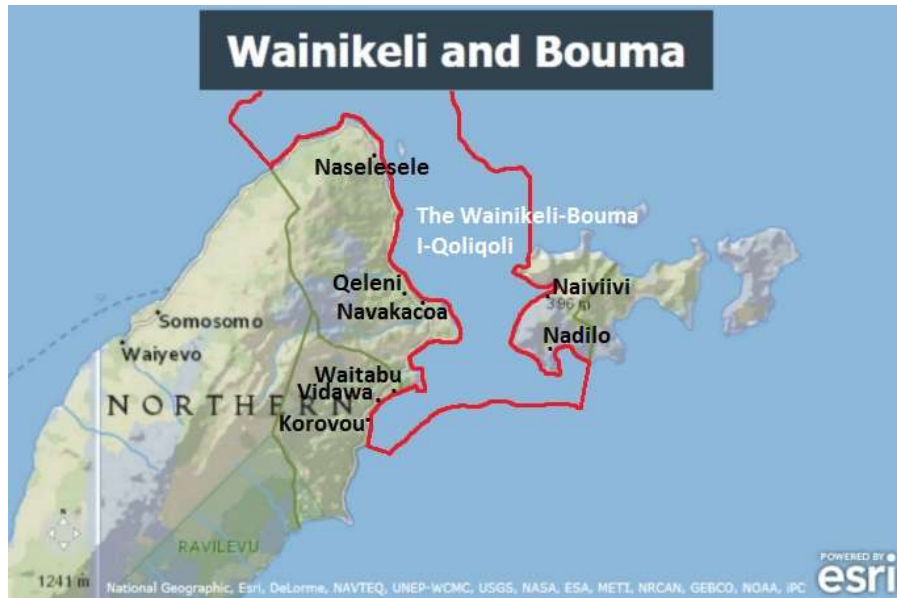 Wainikeli and Bouma
Naselesele
The Wainikeli-Bouma
I-Qoliqoli
Qeleni
Naiviivi
396 m
Navakacoa
Somosomo
Nadilo
Waiyevo
Waitabu
Vidawa
NORTHERN
Korovou
N
RAVILEVU
1241 m
National Geographic, Esri, DeLorme, NAVTEQ, UNEP-WCMC, USGS, NASA, ESA, METI, NRCAN, GEBCO, NOAA, iPC
POWERED BY
esri